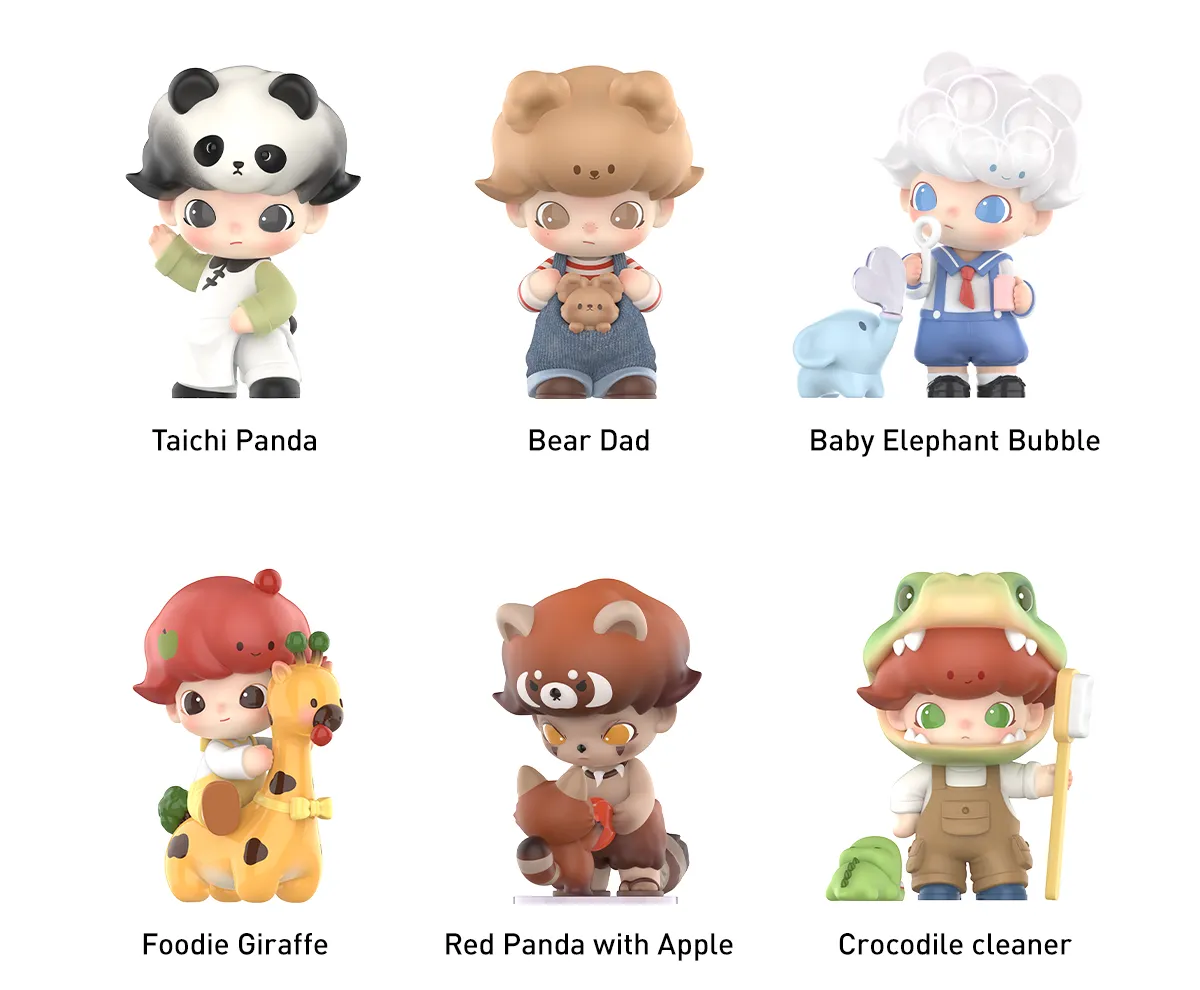 Taichi Panda
Bear Dad
Baby Elephant Bubble
Foodie Giraffe
Red Panda with Apple
Crocodile cleaner